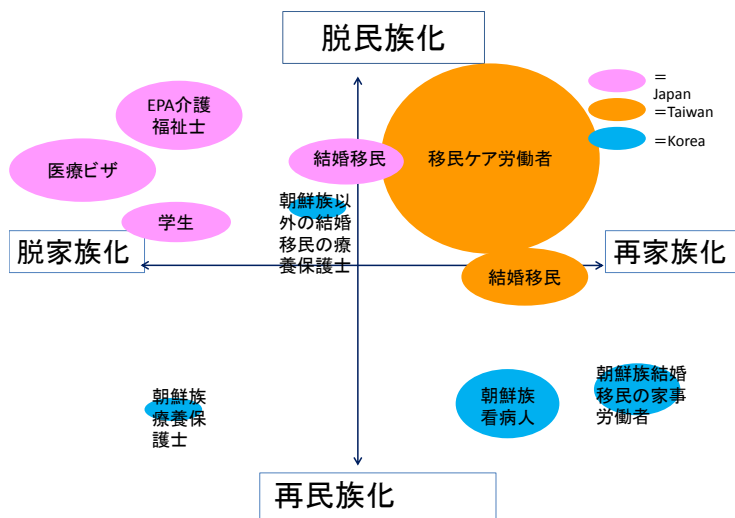 脱民族化
＝
Japan
＝Taiwan
＝Korea
EPA介護
福祉士
医療ビザ
結婚移民
移民ケア労働者
学生
朝鮮族以
外の結婚
移民の療
養保護士
脱家族化
再家族化
結婚移民
朝鮮族
療養保
護士
朝鮮族
看病人
朝鮮族結婚
移民の家事
労働者
再民族化